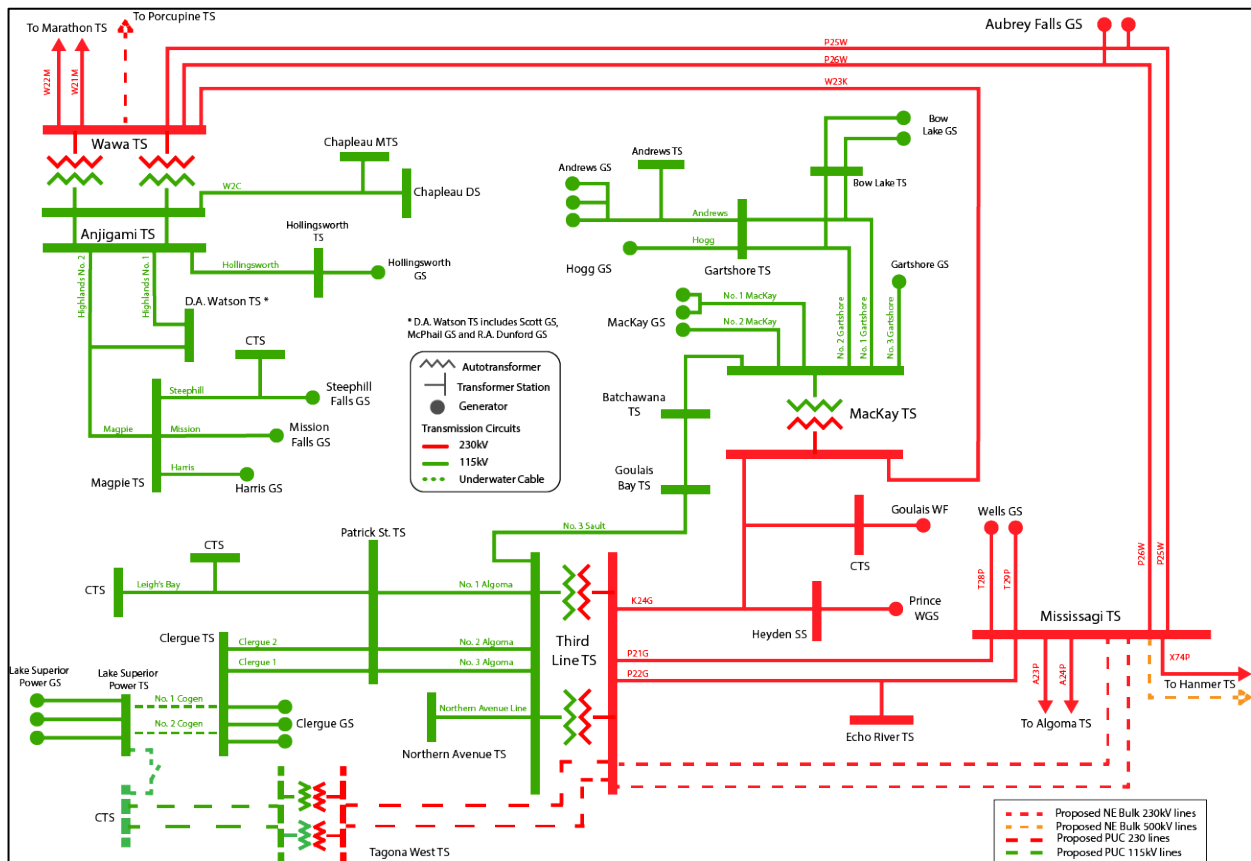 To Marathon TS
To Porcupine TS
Aubrey Falls GS
P25W
P26W
W23K
W22M
W21M
Wawa TS
Chapleau MTS
W2C
Chapleau DS
Anjigami TS
Hollingsworth
TS
Hollingsworth
Hollingsworth
GS
Highlands No. 2
Highlands No. 1
D.A. Watson TS *
* D.A. Watson TS includes Scott GS,
McPhail GS and R.A. Dunford GS
Autotransformer
Transformer Station
Generator
Transmission Circuits
230kV
115kV
Underwater Cable
CTS
Steephill
Steephill
Falls GS
Magpie
Mission
Mission
Falls GS
Harris
Harris GS
Magpie TS
Bow
Lake GS
Andrews TS
Andrews GS
Bow Lake TS
Andrews
Hogg
Hogg GS
Gartshore TS
Gartshore GS
No. 1 MacKay
MacKay GS
No. 2 MacKay
No. 2 Gartshore
No. 1 Gartshore
No. 3 Gartshore
Batchawana
TS
MacKay TS
Goulais
Bay TS
No. 3 Sault
Goulais WF
CTS
Wells GS
T28P
T29P
P26W
P25W
Mississagi TS
Patrick St. TS
CTS
CTS
Leigh's Bay
No. 1 Algoma
Third
Line TS
K24G
Prince
WGS
Heyden SS
Clergue TS
Clergue 2
No. 2 Algoma
Clergue 1
No. 3 Algoma
P21G
P22G
A23P
A24P
X74P
To Hanmer TS
To Algoma TS
Echo River TS
Lake Superior
Power GS
Lake Superior
Power TS
No. 1 Cogen
No. 2 Cogen
Clergue GS
Northern Avenue Line
Northern Avenue TS
CTS
Tagona West TS
Proposed NE Bulk 230kV lines
Proposed NE Bulk 500kV lines
Proposed PUC 230 lines
Proposed PUC 115kV lines